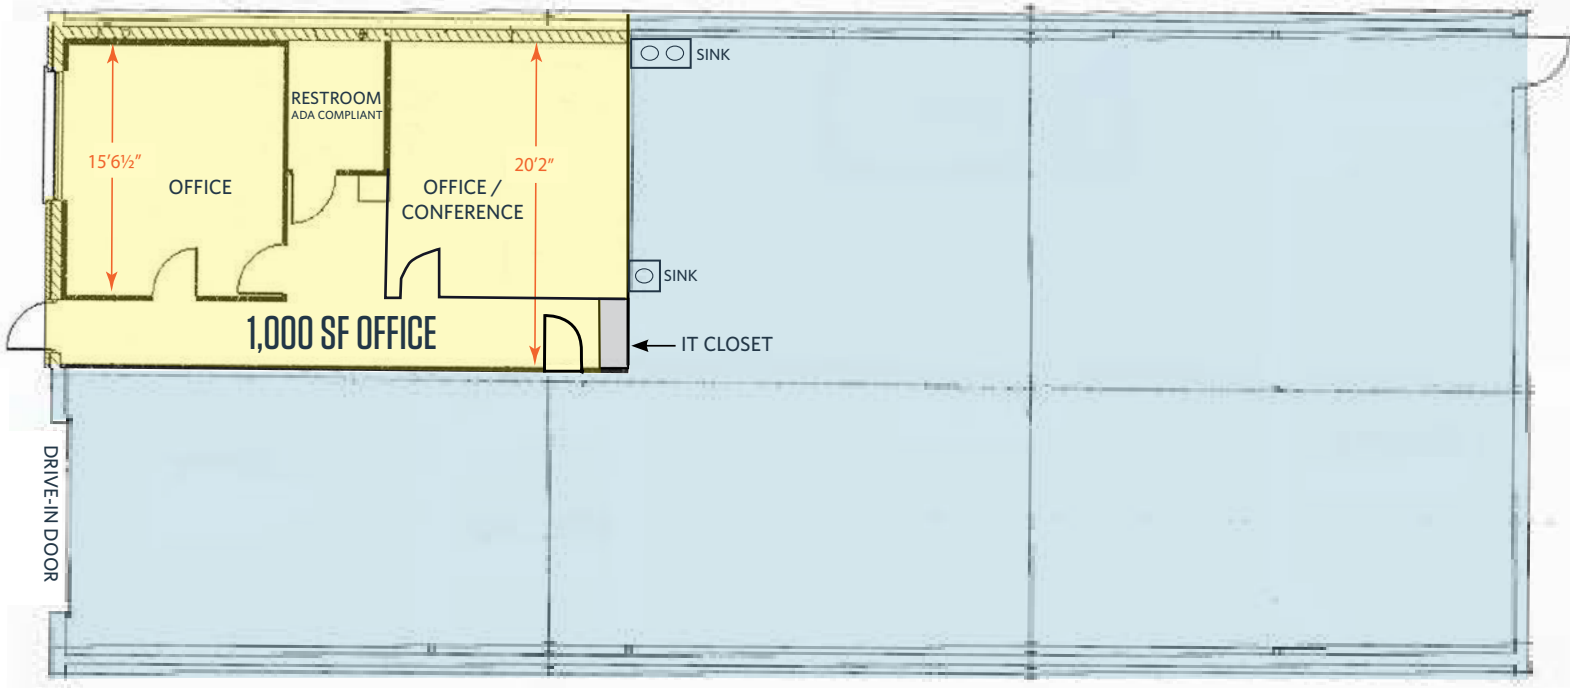 SINK
RESTROOM
ADA COMPLIANT
15'6½"
20'2"
OFFICE
OFFICE /
CONFERENCE
SINK
1,000 SF OFFICE
IT CLOSET
DRIVE-IN DOOR